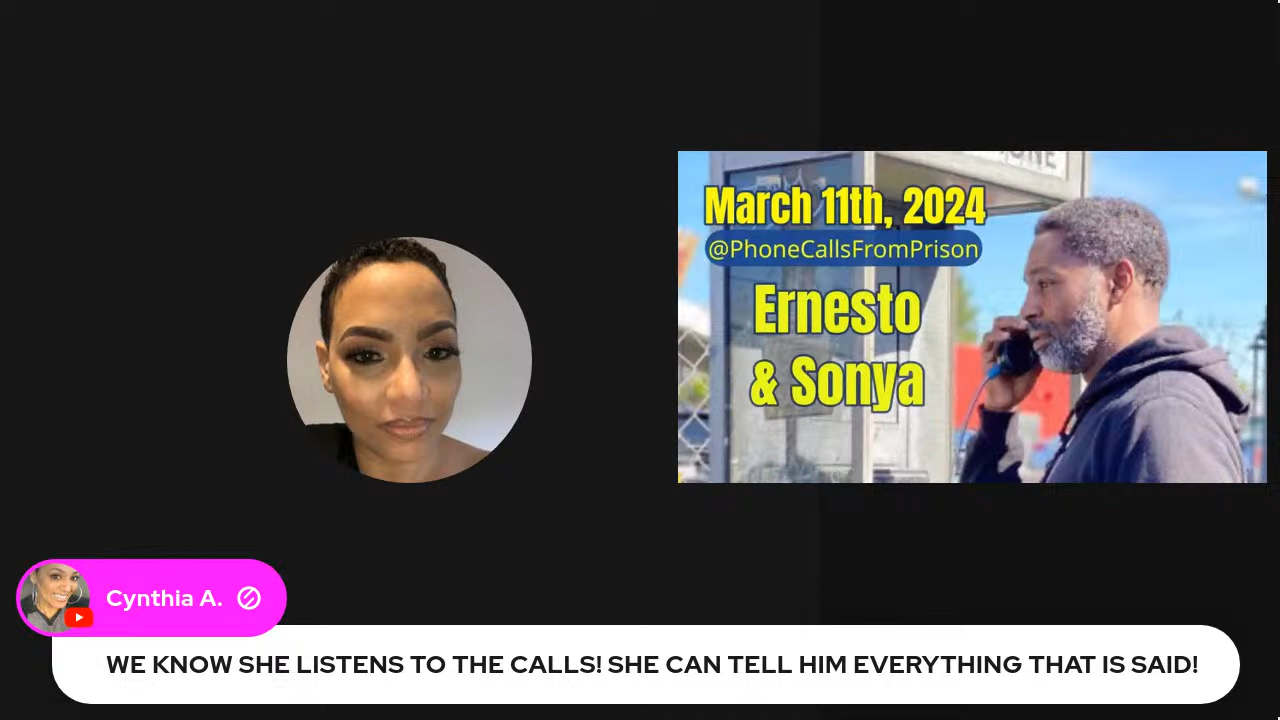 March 11th, 2024
@PhoneCallsFromPrison
Ernesto
& Sonya
Cynthia A.
WE KNOW SHE LISTENS TO THE CALLS! SHE CAN TELL HIM EVERYTHING THAT IS SAID!